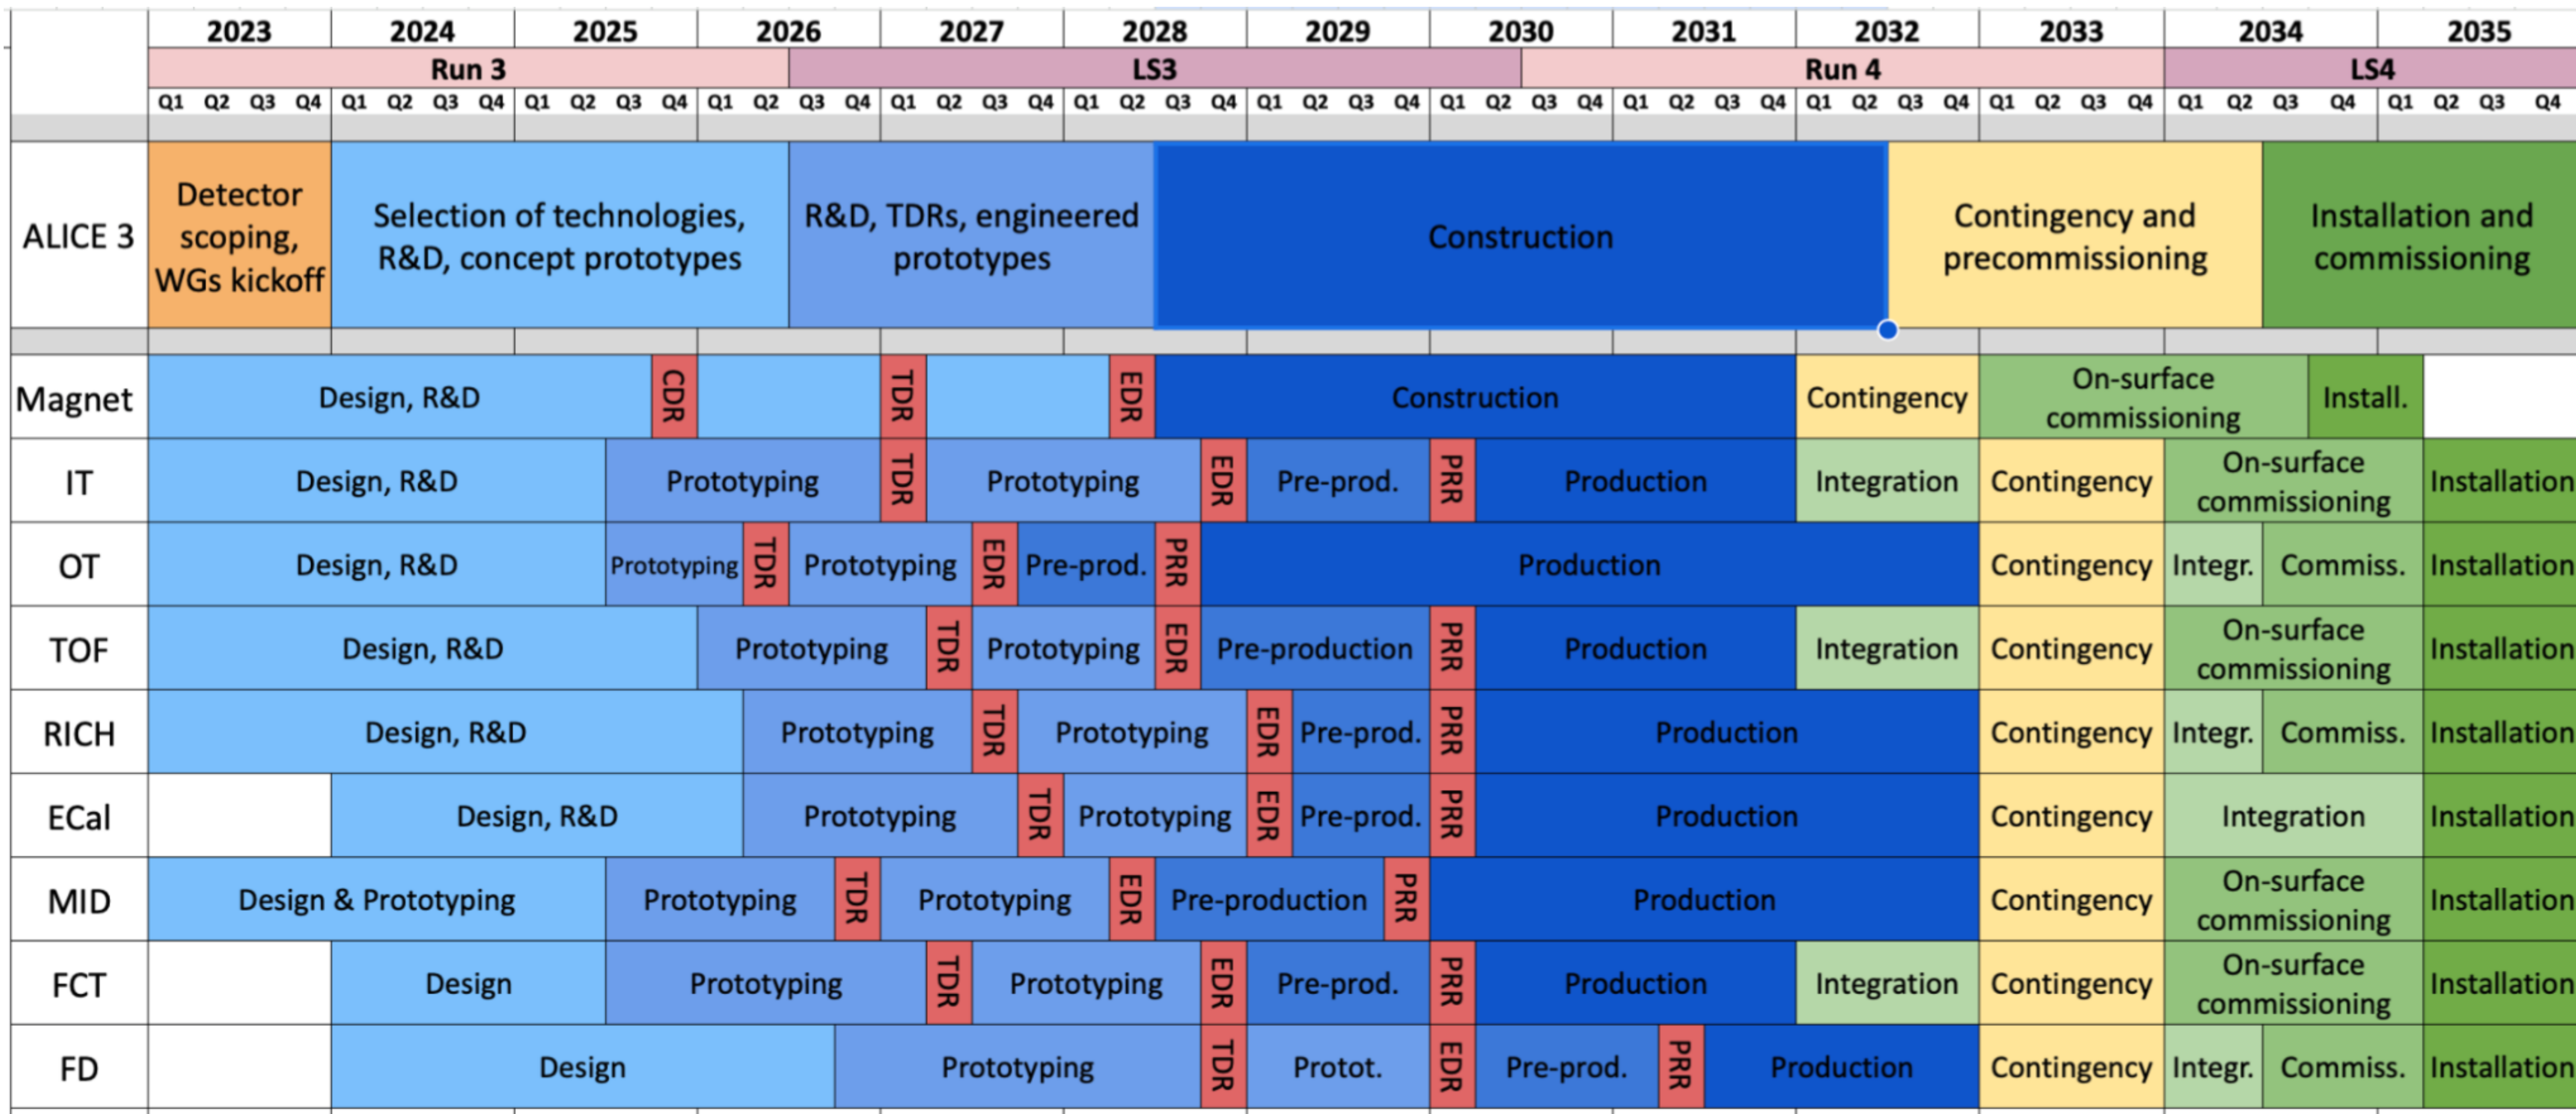 2023 2024 2025 2026 2027 2028 2029 2030 2031 2032 2033 2034 2035
Run 3 LS3 Run 4 LS4
Q1 Q2 Q3 Q4 Q1 Q2 Q3 Q4 Q1 Q2 Q3 Q4 Q1 Q2 Q3 Q4 Q1 Q2 Q3 Q4 Q1 Q2 Q3 Q4 Q1 Q2 Q3 Q4 Q1 Q2 Q3 Q4 Q1 Q2 Q3 Q4 Q1 Q2 Q3 Q4 Q1 Q2 Q3 Q4 Q1 Q2 Q3 Q4 Q1 Q2 Q3 Q4
ALICE 3
Detector
scoping,
WGs kickoff
Selection of technologies,
R&D, concept prototypes
R&D, TDRs, engineered
prototypes
Construction
Contingency and
precommissioning
Installation and
commissioning
Magnet Design, R&D CDR TDR EDR Construction Contingency
On-surface
commissioning
Install.
IT Design, R&D Prototyping TDR Prototyping EDR Pre-prod. PRR Production Integration Contingency
On-surface
commissioning
Installation
OT Design, R&D Prototyping TDR Prototyping EDR Pre-prod. PRR Production Contingency Integr. Commiss. Installation
TOF Design, R&D Prototyping TDR Prototyping EDR Pre-production PRR Production Integration Contingency
On-surface
commissioning
Installation
RICH Design, R&D Prototyping TDR Prototyping EDR Pre-prod. PRR Production Contingency Integr. Commiss. Installation
ECal Design, R&D Prototyping TDR Prototyping EDR Pre-prod. PRR Production Contingency Integration Installation
MID Design & Prototyping Prototyping TDR Prototyping EDR Pre-production PRR Production Contingency
On-surface
commissioning
Installation
FCT Design Prototyping TDR Prototyping EDR Pre-prod. PRR Production Integration Contingency
On-surface
commissioning
Installation
FD Design Prototyping TDR Protot. EDR Pre-prod. PRR Production Contingency Integr. Commiss. Installation